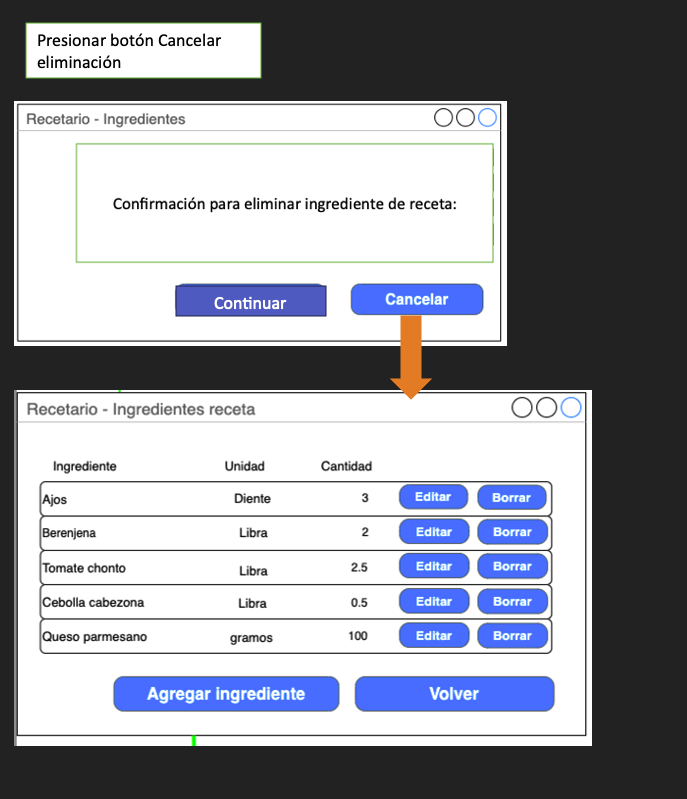 Presionar botón Cancelar
eliminación
Recetario - Ingredientes
Confirmación para eliminar ingrediente de receta:
Continuar Cancelar
Recetario - Ingredientes receta
Ingrediente Unidad Cantidad
Ajos Diente 3 Editar Borrar
Berenjena Libra 2 Editar Borrar
Tomate chonto Libra 2.5 Editar Borrar
Cebolla cabezona Libra 0.5 Editar Borrar
Queso parmesano gramos 100 Editar Borrar
Agregar ingrediente Volver